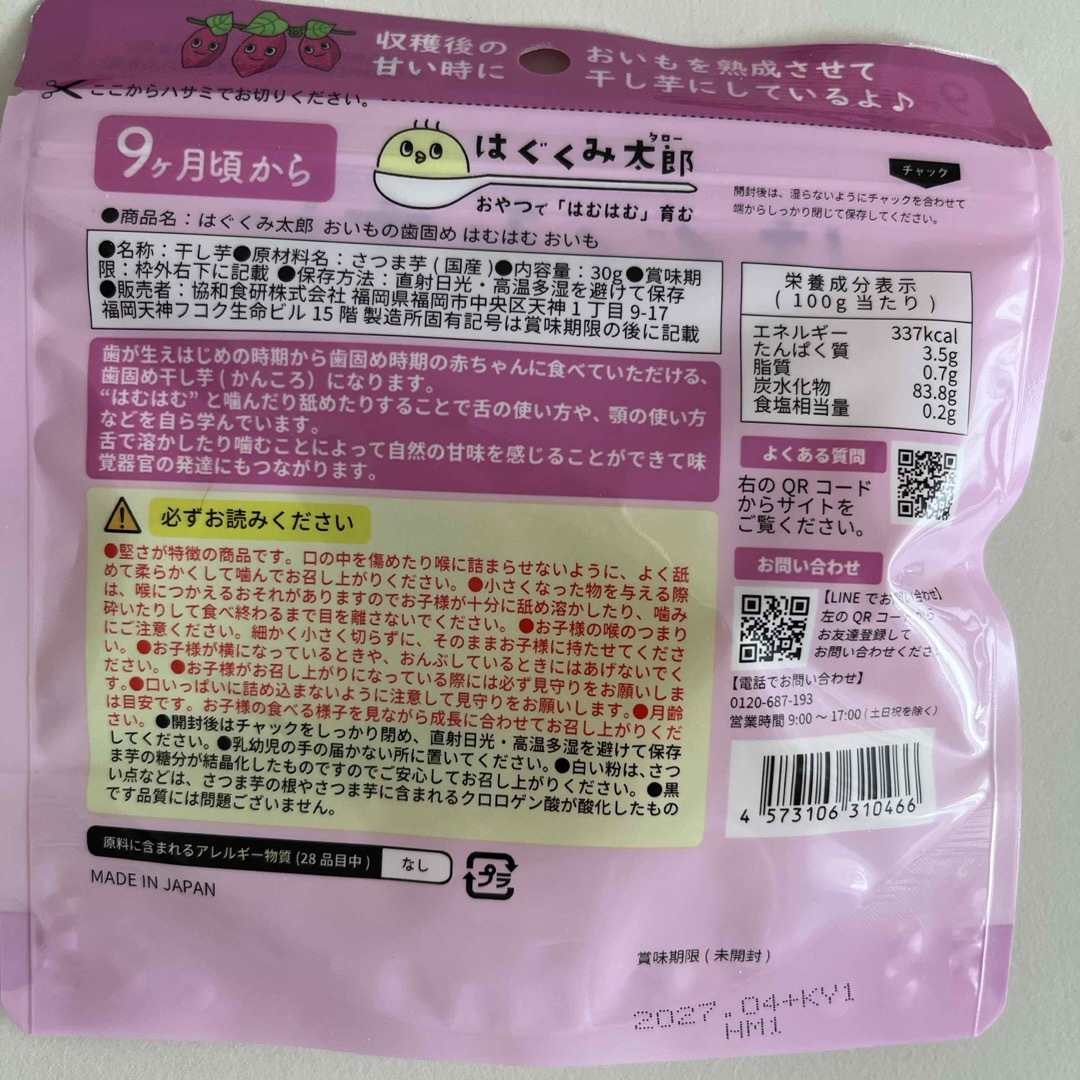 収穫後の
甘い時に
おいもを熟成させて
干し芋にしているよ♪
ここからハサミでお切りください。
9ヶ月頃から
はぐくみ太郎
タロー
おやつで「はむはむ」育む
チャック
開封後は、湿らないようにチャックを合わせて
端からしっかり閉じて保存してください。
●商品名：はぐくみ太郎 おいもの歯固め はむはむ おいも
●名称：干し芋●原材料名：さつま芋(国産)●内容量：30g●賞味期
限：枠外右下に記載 ●保存方法：直射日光・高温多湿を避けて保存
●販売者：協和食研株式会社 福岡県福岡市中央区天神1丁目9-17
福岡天神フコク生命ビル15階 製造所固有記号は賞味期限の後に記載
歯が生えはじめの時期から歯固め時期の赤ちゃんに食べていただける、
歯固め干し芋(かんころ）になります。
“はむはむ”と噛んだり舐めたりすることで舌の使い方や、顎の使い方
などを自ら学んでいます。
舌で溶かしたり噛むことによって自然の甘味を感じることができて味
覚器官の発達にもつながります。
必ずお読みください
●堅さが特徴の商品です。口の中を傷めたり喉に詰まらせないように、よく舐
めて柔らかくして噛んでお召し上がりください。●小さくなった物を与える際
は、喉につかえるおそれがありますのでお子様が十分に舐め溶かしたり、噛み
砕いたりして食べ終わるまで目を離さないでください。●お子様の喉のつまり
にご注意ください。細かく小さく切らずに、そのままお子様に持たせてくださ
い。●お子様が横になっているときや、おんぶしているときにはあげないでく
ださい。●お子様がお召し上がりになっている際には必ず見守りをお願いしま
す。●口いっぱいに詰め込まないように注意して見守りをお願いします。●月齢
は目安です。お子様の食べる様子を見ながら成長に合わせてお召し上がりくだ
さい。●開封後はチャックをしっかり閉め、直射日光・高温多湿を避けて保存
してください。●乳幼児の手の届かない所に置いてください。●白い粉は、さつ
ま芋の糖分が結晶化したものですのでご安心してお召し上がりください。●黒
い点などは、さつま芋の根やさつま芋に含まれるクロロゲン酸が酸化したもの
です品質には問題ございません。
原料に含まれるアレルギー物質(28品目中)
なし
プラ
MADE IN JAPAN
栄養成分表示
(100g当たり)
エネルギー 337kcal
たんぱく質 3.5g
脂質 0.7g
炭水化物 83.8g
食塩相当量 0.2g
よくある質問
右のQRコード
からサイトを
ご覧ください。
お問い合わせ
【LINEでお問い合わせ】
左のQRコードから
お友達登録して
お問い合わせください
【電話でお問い合わせ】
0120-687-193
営業時間 9:00～17:00(土日祝を除く)
4 573106 310466
賞味期限(未開封)
2027.04+KY1
HM1